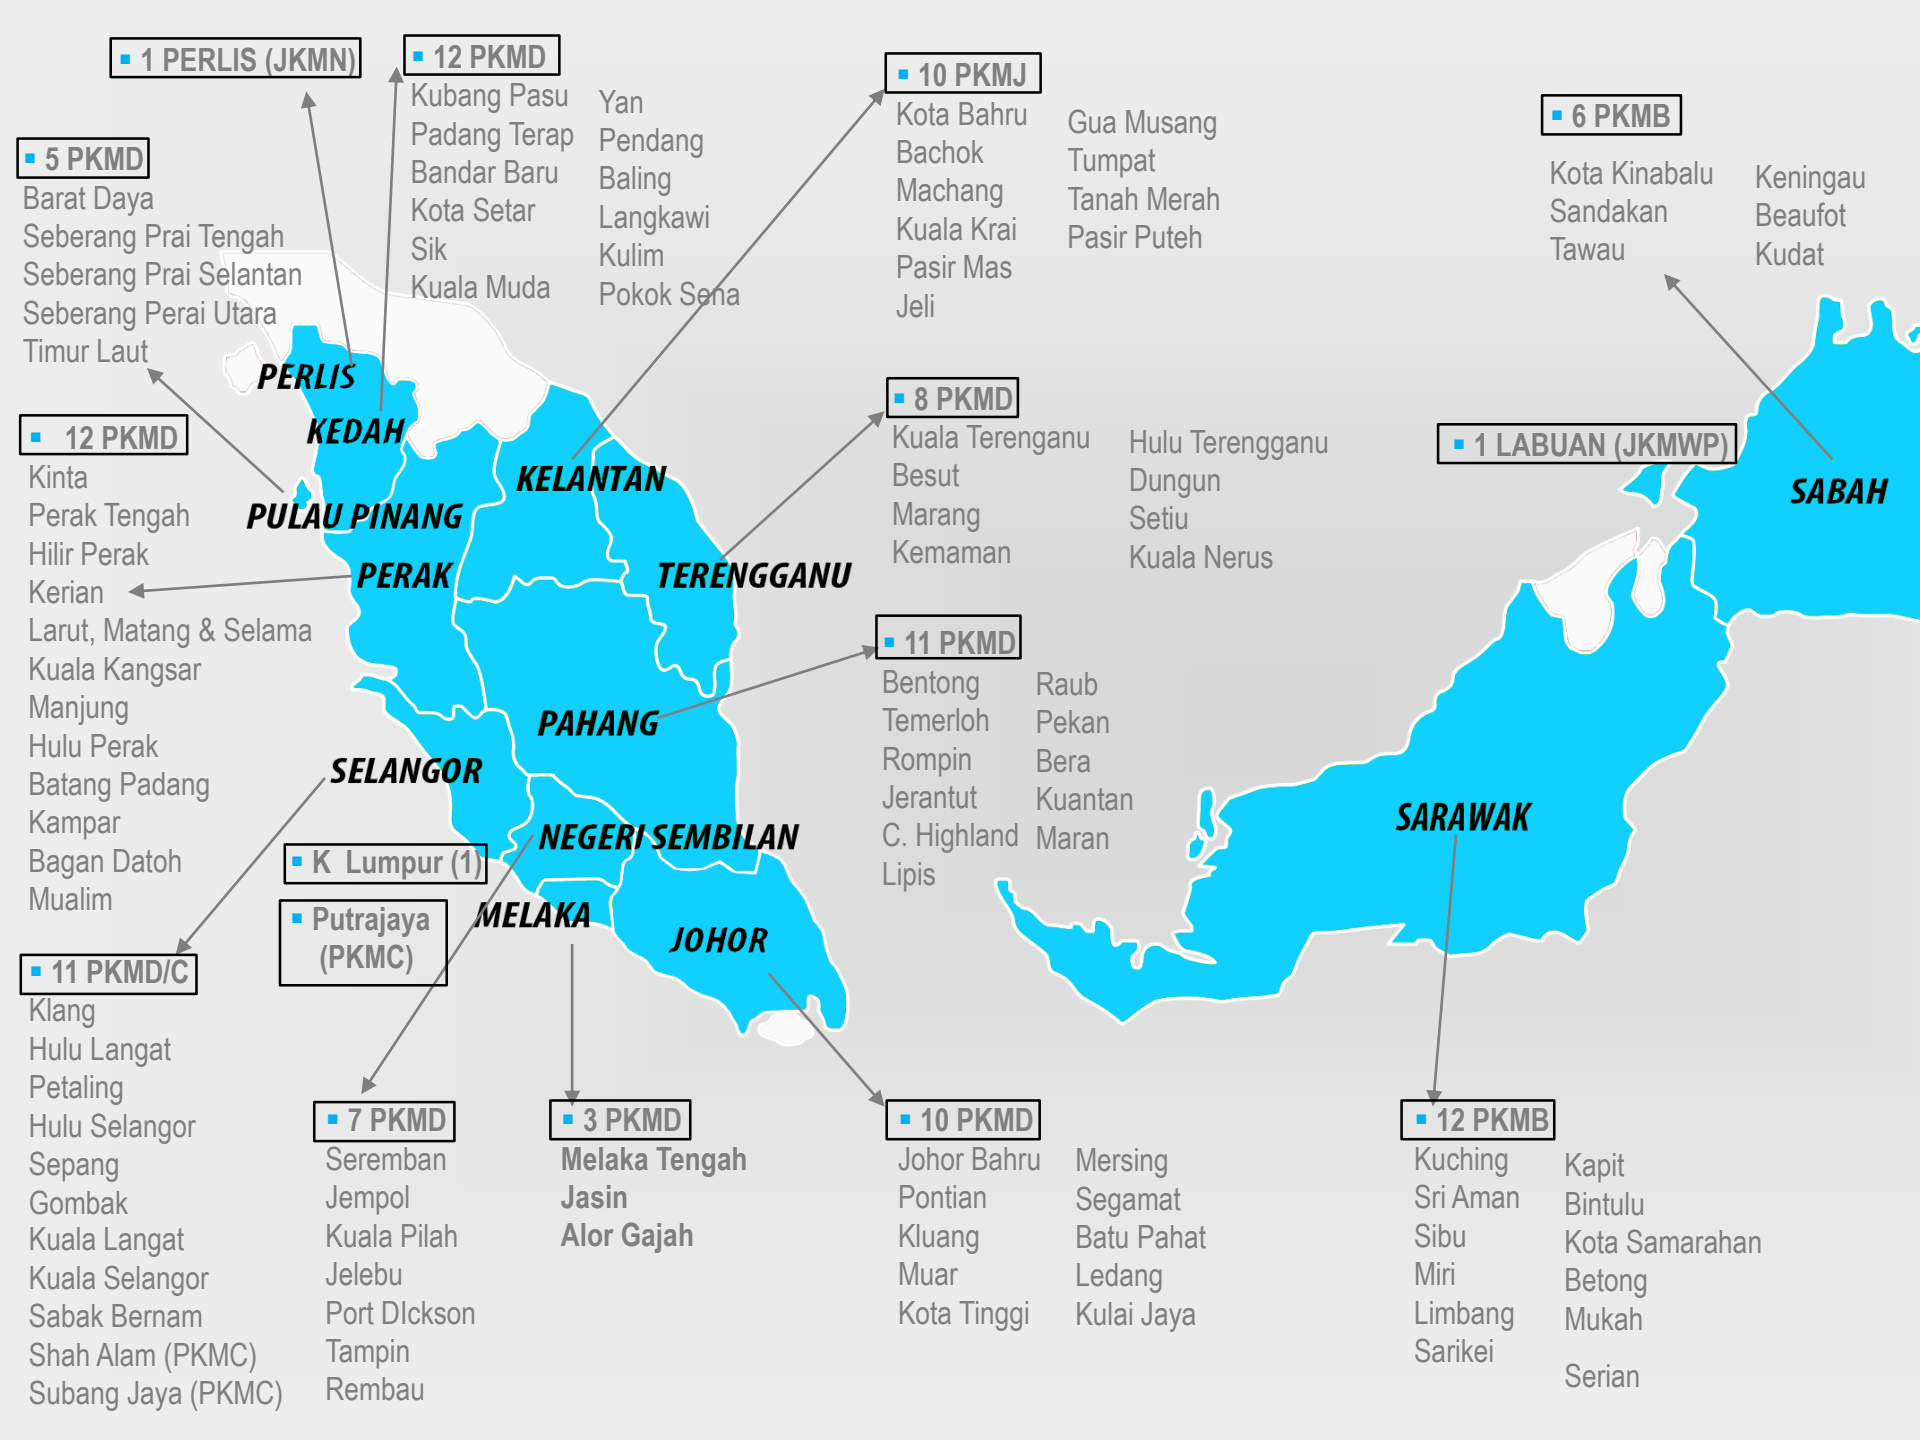 1 PERLIS (JKMN)
12 PKMD
Kubang Pasu
Padang Terap
Bandar Baru
Kota Setar
Sik
Kuala Muda
Yan
Pendang
Baling
Langkawi
Kulim
Pokok Sena
10 PKMJ
Kota Bahru
Bachok
Machang
Kuala Krai
Pasir Mas
Jeli
Gua Musang
Tumpat
Tanah Merah
Pasir Puteh
6 PKMB
Kota Kinabalu
Sandakan
Tawau
Keningau
Beaufot
Kudat
5 PKMD
Barat Daya
Seberang Prai Tengah
Seberang Prai Selantan
Seberang Perai Utara
Timur Laut
PERLIS
KEDAH
PULAU PINANG
PERAK
KELANTAN
TERENGGANU
PAHANG
SELANGOR
NEGERI SEMBILAN
MELAKA
JOHOR
SABAH
SARAWAK
8 PKMD
Kuala Terenganu
Besut
Marang
Kemaman
Hulu Terengganu
Dungun
Setiu
Kuala Nerus
1 LABUAN (JKMWP)
12 PKMD
Kinta
Perak Tengah
Hilir Perak
Kerian
Larut, Matang & Selama
Kuala Kangsar
Manjung
Hulu Perak
Batang Padang
Kampar
Bagan Datoh
Mualim
11 PKMD
Bentong
Temerloh
Rompin
Jerantut
C. Highland
Lipis
Raub
Pekan
Bera
Kuantan
Maran
K Lumpur (1)
Putrajaya
(PKMC)
11 PKMD/C
Klang
Hulu Langat
Petaling
Hulu Selangor
Sepang
Gombak
Kuala Langat
Kuala Selangor
Sabak Bernam
Shah Alam (PKMC)
Subang Jaya (PKMC)
7 PKMD
Seremban
Jempol
Kuala Pilah
Jelebu
Port DIckson
Tampin
Rembau
3 PKMD
Melaka Tengah
Jasin
Alor Gajah
10 PKMD
Johor Bahru
Pontian
Kluang
Muar
Kota Tinggi
Mersing
Segamat
Batu Pahat
Ledang
Kulai Jaya
12 PKMB
Kuching
Sri Aman
Sibu
Miri
Limbang
Sarikei
Kapit
Bintulu
Kota Samarahan
Betong
Mukah
Serian